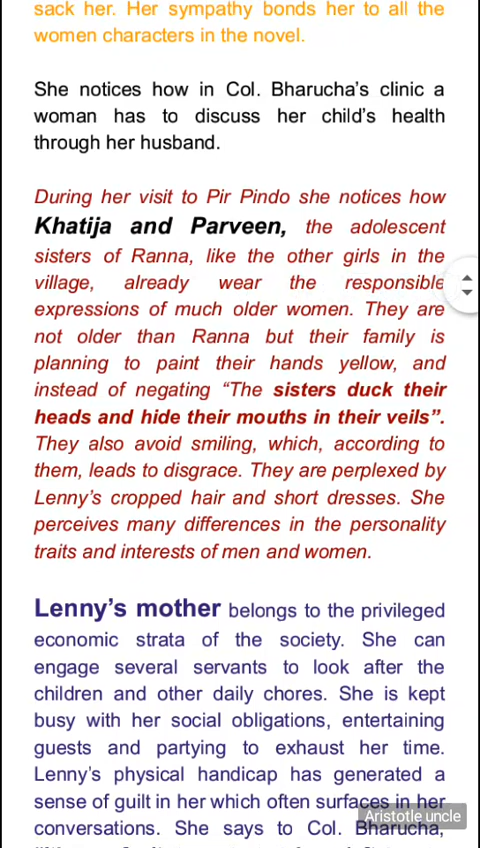 sack her. Her sympathy bonds her to all the
women characters in the novel.
She notices how in Col. Bharucha's clinic a
woman has to discuss her child's health
through her husband.
During her visit to Pir Pindo she notices how
Khatija and Parveen, the adolescent
sisters of Ranna, like the other girls in the
village, already wear the responsible
expressions of much older women. They are
not older than Ranna but their family is
planning to paint their hands yellow, and
instead of negating “The sisters duck their
heads and hide their mouths in their veils”.
They also avoid smiling, which, according to
them, leads to disgrace. They are perplexed by
Lenny's cropped hair and short dresses. She
perceives many differences in the personality
traits and interests of men and women.
Lenny's mother belongs to the privileged
economic strata of the society. She can
engage several servants to look after the
children and other daily chores. She is kept
busy with her social obligations, entertaining
guests and partying to exhaust her time.
Lenny's physical handicap has generated a
sense of guilt in her which often surfaces in her
conversations. She says to Col. Bharucha,
Aristotle uncle